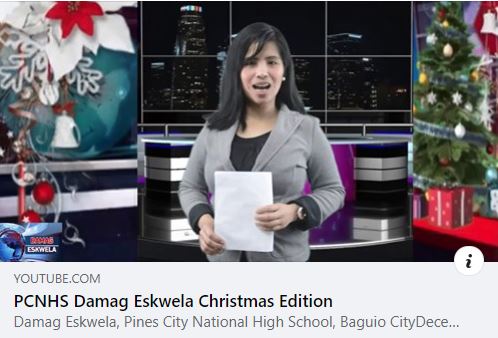 DAMAG
ESKWELA
i
YOUTUBE.COM
PCNHS Damag Eskwela Christmas Edition
Damag Eskwela, Pines City National High School, Baguio CityDece...